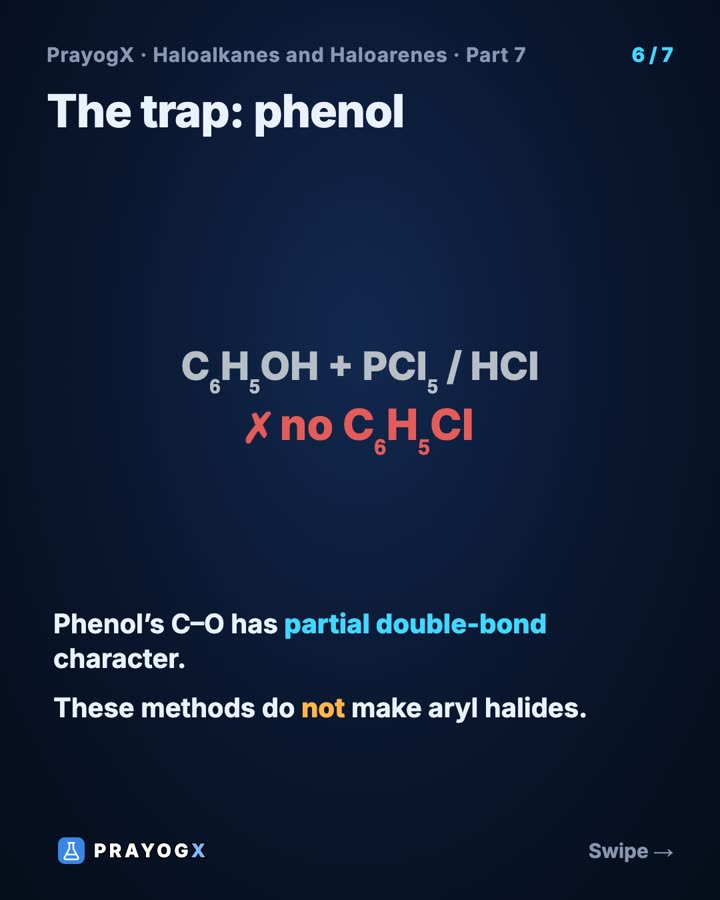 PrayogX · Haloalkanes and Haloarenes · Part 7
6 / 7
The trap: phenol
C₆H₅OH + PCl₅ / HCl
✗ no C₆H₅Cl
Phenol’s C–O has partial double-bond
character.
These methods do not make aryl halides.
PRAYOGX
Swipe →